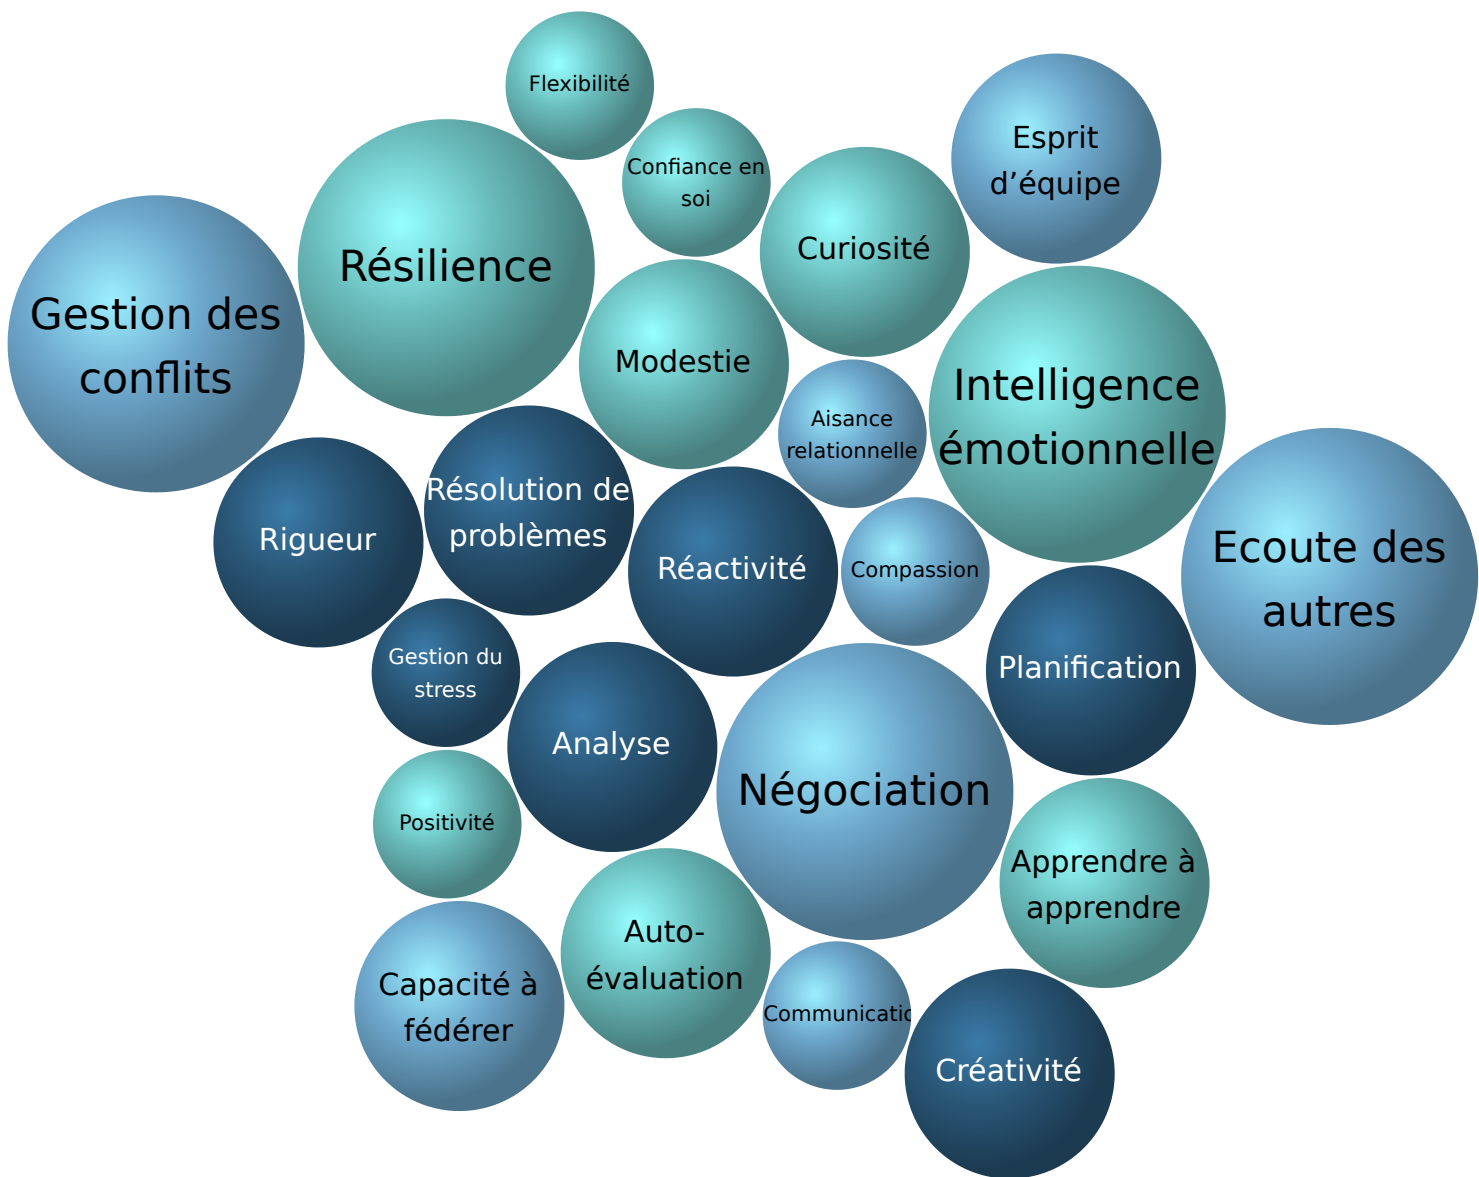 Flexibilité
Esprit
d’équipe
Confiance en
soi
Curiosité
Résilience
Gestion des
conflits
Modestie
Intelligence
émotionnelle
Aisance
relationnelle
Résolution de
problèmes
Rigueur
Réactivité
Compassion
Ecoute des
autres
Gestion du
stress
Planification
Analyse
Négociation
Positivité
Apprendre à
apprendre
Auto-
évaluation
Capacité à
fédérer
Communicatio
Créativité